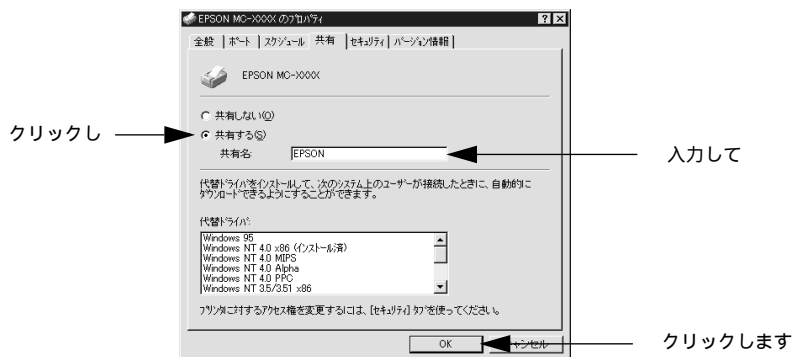 EPSON MC-XXXX のプロパティ
全般 ポート スケジュール 共有 セキュリティ バージョン情報
EPSON MC-XXXX
共有しない(O)
クリックし
共有する(S)
共有名:
EPSON
入力して
代替ドライバをインストールして、次のシステム上のユーザーが接続したときに、自動的に
ダウンロードできるようにすることができます。
代替ドライバ:
Windows 95
Windows NT 4.0 x86 (インストール済)
Windows NT 4.0 MIPS
Windows NT 4.0 Alpha
Windows NT 4.0 PPC
Windows NT 3.5/3.51 x86
プリンタに対するアクセス権を変更するには、[セキュリティ] タブを使ってください。
OK
キャンセル
クリックします